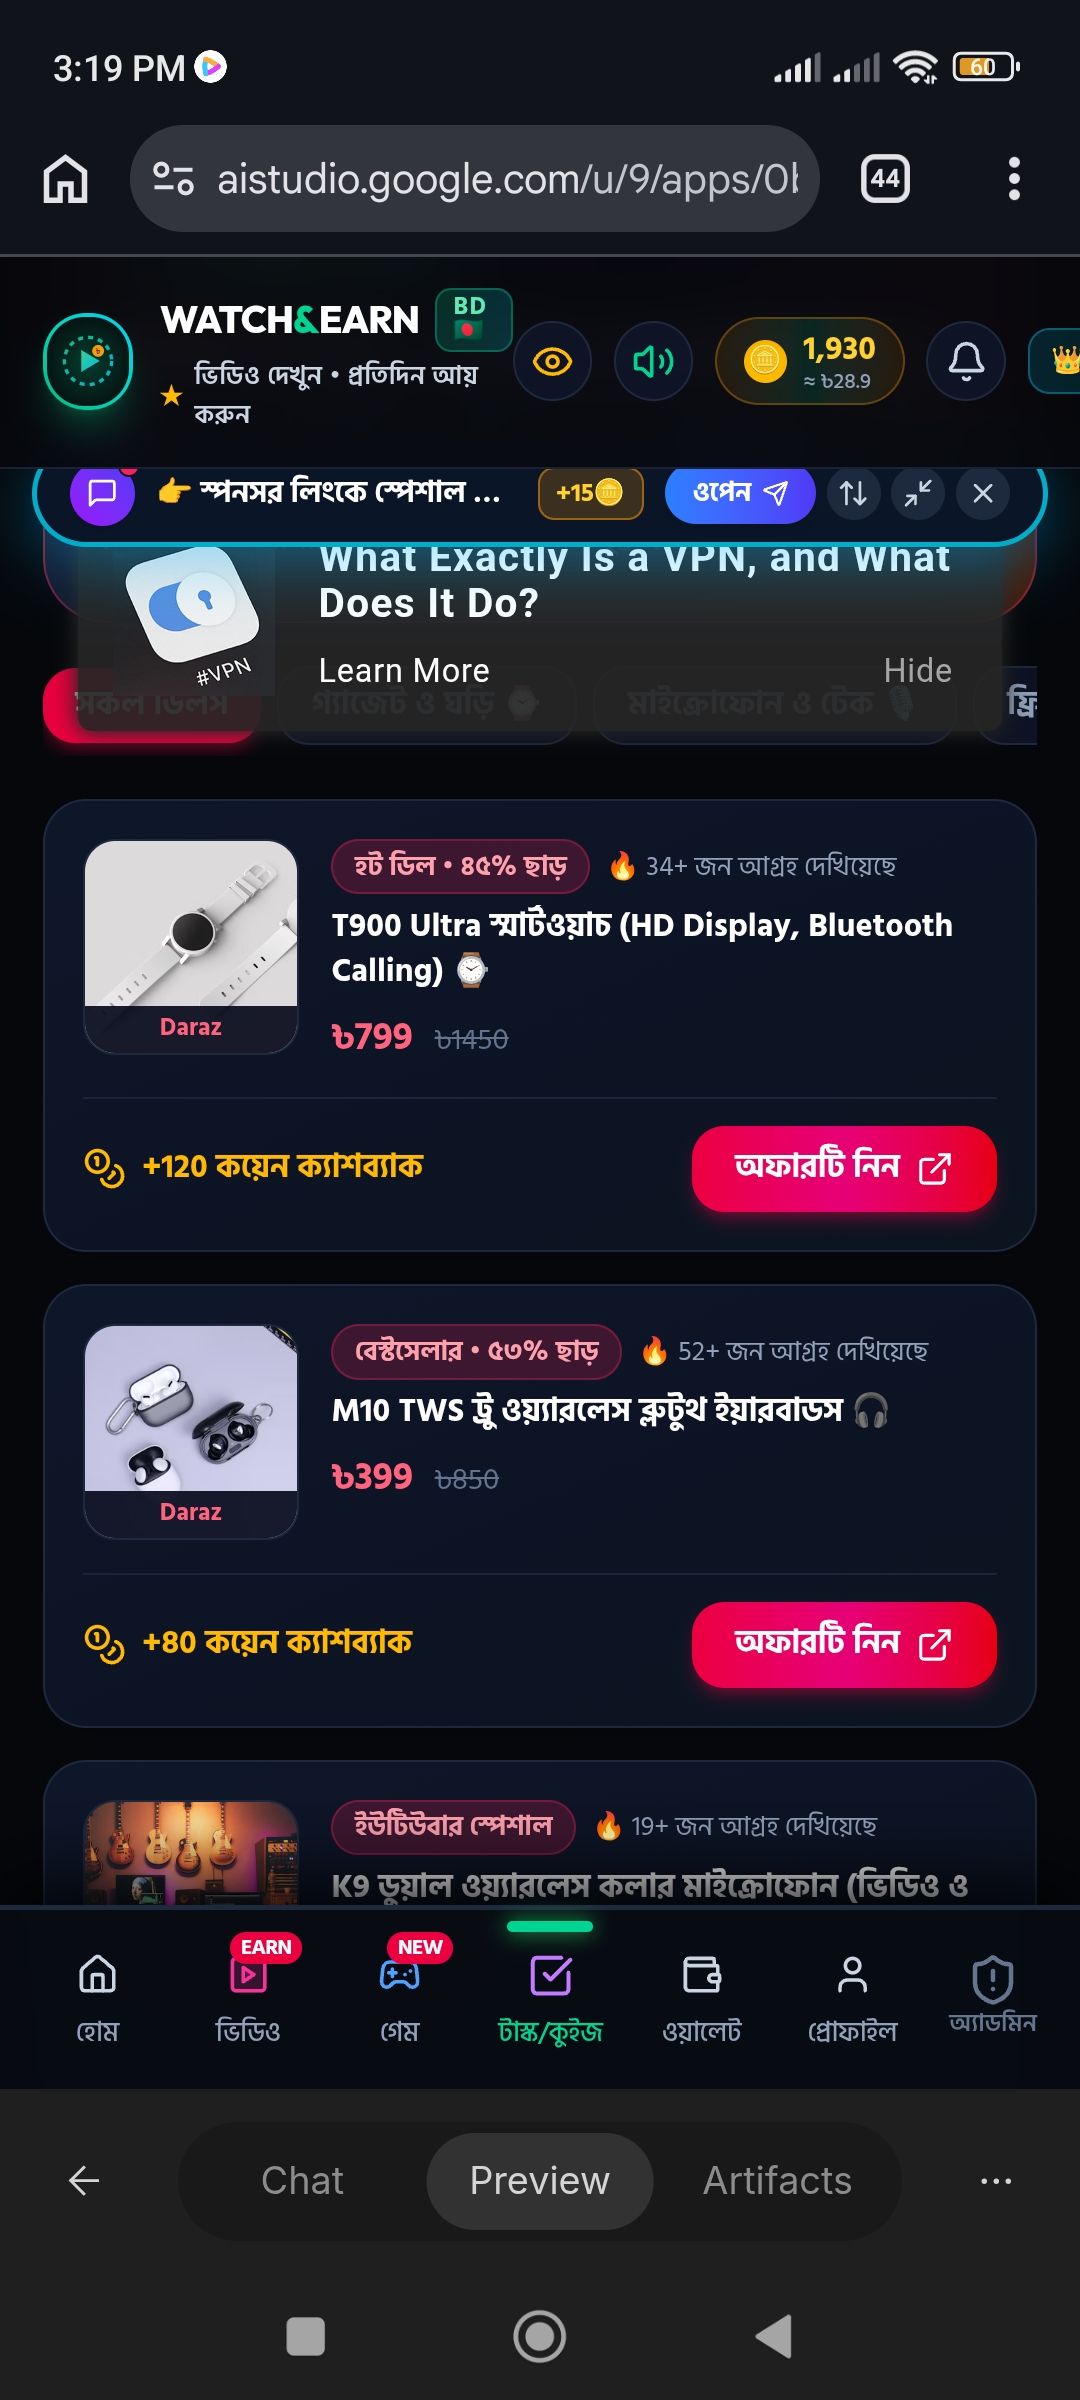 3:19 PM
60
aistudio.google.com/u/9/apps/0
44
WATCH&EARN
BD
ভিডিও দেখুন • প্রতিদিন আয়
করুন
1,930
≈ ৳28.9
👉 স্পনসর লিংকে স্পেশাল ...
+15
ওপেন
What Exactly Is a VPN, and What
Does It Do?
#VPN
Learn More
Hide
সকল ডিলস
গ্যাজেট ও ঘড়ি
মাইক্রোফোন ও টেক
হট ডিল • ৪৫% ছাড়
🔥 34+ জন আগ্রহ দেখিয়েছে
T900 Ultra স্মার্টওয়াচ (HD Display, Bluetooth
Calling) ⌚
Daraz
৳799 ৳1450
+120 কয়েন ক্যাশব্যাক
অফারটি নিন
বেস্টসেলার • ৫৩% ছাড়
🔥 52+ জন আগ্রহ দেখিয়েছে
M10 TWS ট্রু ওয়্যারলেস ব্লুটুথ ইয়ারবাডস 🎧
Daraz
৳399 ৳850
+80 কয়েন ক্যাশব্যাক
অফারটি নিন
ইউটিউবার স্পেশাল
🔥 19+ জন আগ্রহ দেখিয়েছে
K9 ডুয়াল ওয়্যারলেস কলার মাইক্রোফোন (ভিডিও ও
EARN
NEW
হোম
ভিডিও
গেম
টাস্ক/কুইজ
ওয়ালেট
প্রোফাইল
অ্যাডমিন
Chat
Preview
Artifacts